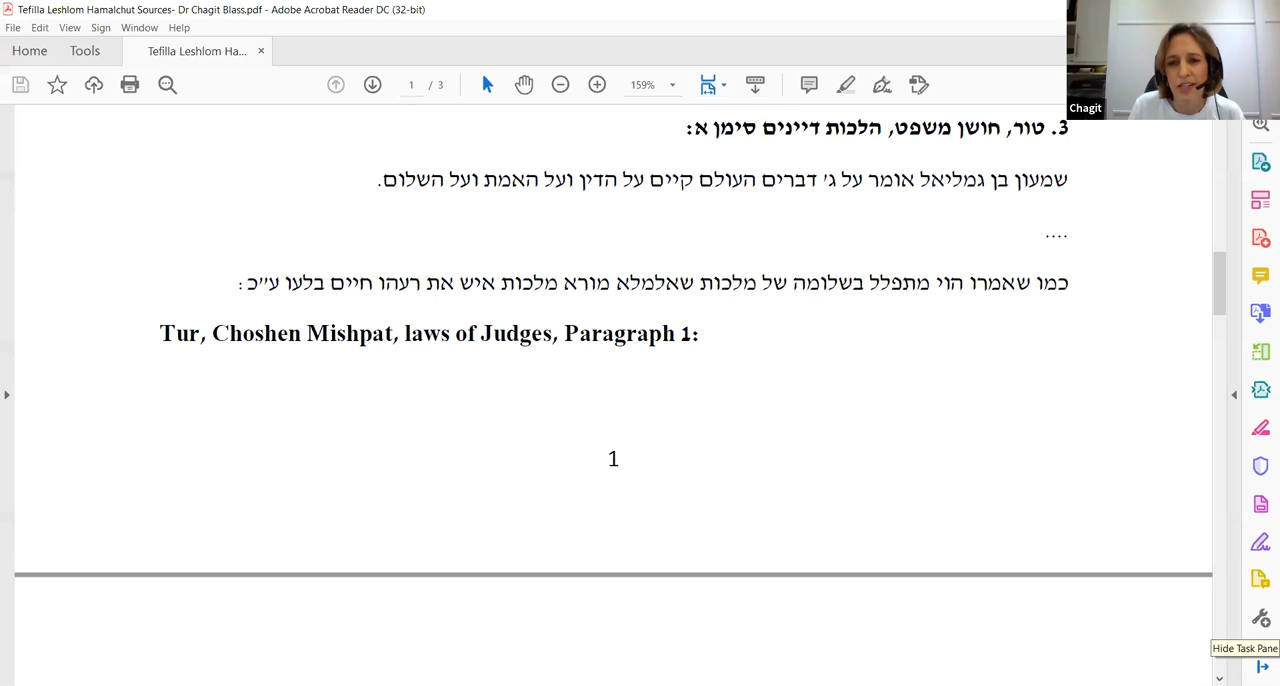 Tefilla Leshlom Hamalchut Sources- Dr Chagit Blass.pdf - Adobe Acrobat Reader DC (32-bit)
File Edit View Sign Window Help
Home Tools Tefilla Leshlom Ha... ×
1 / 3 159%
Chagit
3. טור, חושן משפט, הלכות דיינים סימן א:
שמעון בן גמליאל אומר על ג' דברים העולם קיים על הדין ועל האמת ועל השלום.
....
כמו שאמרו הוי מתפלל בשלומה של מלכות שאלמלא מורא מלכות איש את רעהו חיים בלעו ע"כ:
Tur, Choshen Mishpat, laws of Judges, Paragraph 1:
1
Hide Task Pane